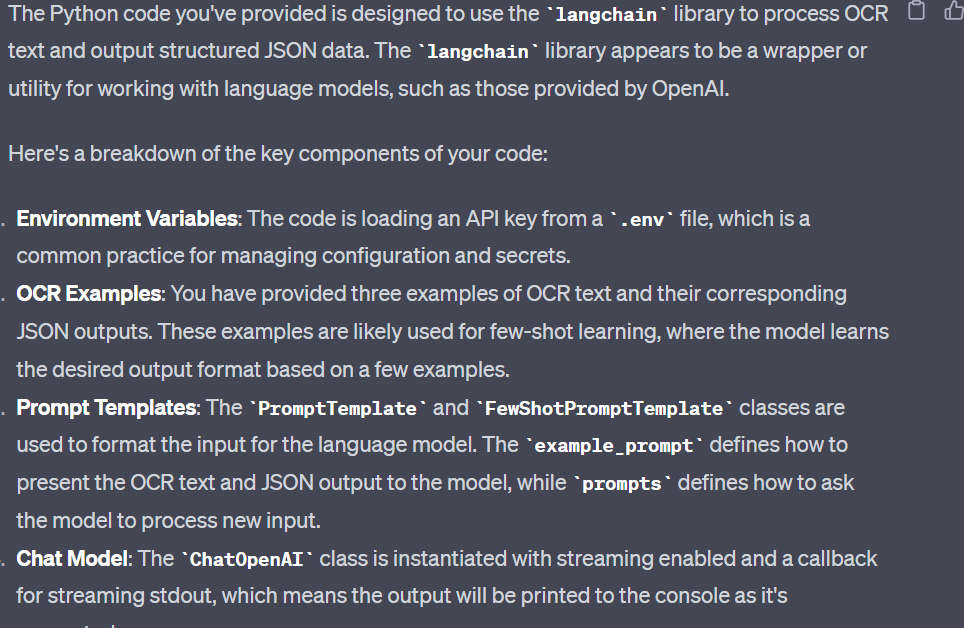 The Python code you've provided is designed to use the `langchain` library to process OCR
text and output structured JSON data. The `langchain` library appears to be a wrapper or
utility for working with language models, such as those provided by OpenAI.
Here's a breakdown of the key components of your code:
. Environment Variables: The code is loading an API key from a `.env` file, which is a
common practice for managing configuration and secrets.
. OCR Examples: You have provided three examples of OCR text and their corresponding
JSON outputs. These examples are likely used for few-shot learning, where the model learns
the desired output format based on a few examples.
. Prompt Templates: The `PromptTemplate` and `FewShotPromptTemplate` classes are
used to format the input for the language model. The `example_prompt` defines how to
present the OCR text and JSON output to the model, while `prompts` defines how to ask
the model to process new input.
. Chat Model: The `ChatOpenAI` class is instantiated with streaming enabled and a callback
for streaming stdout, which means the output will be printed to the console as it's